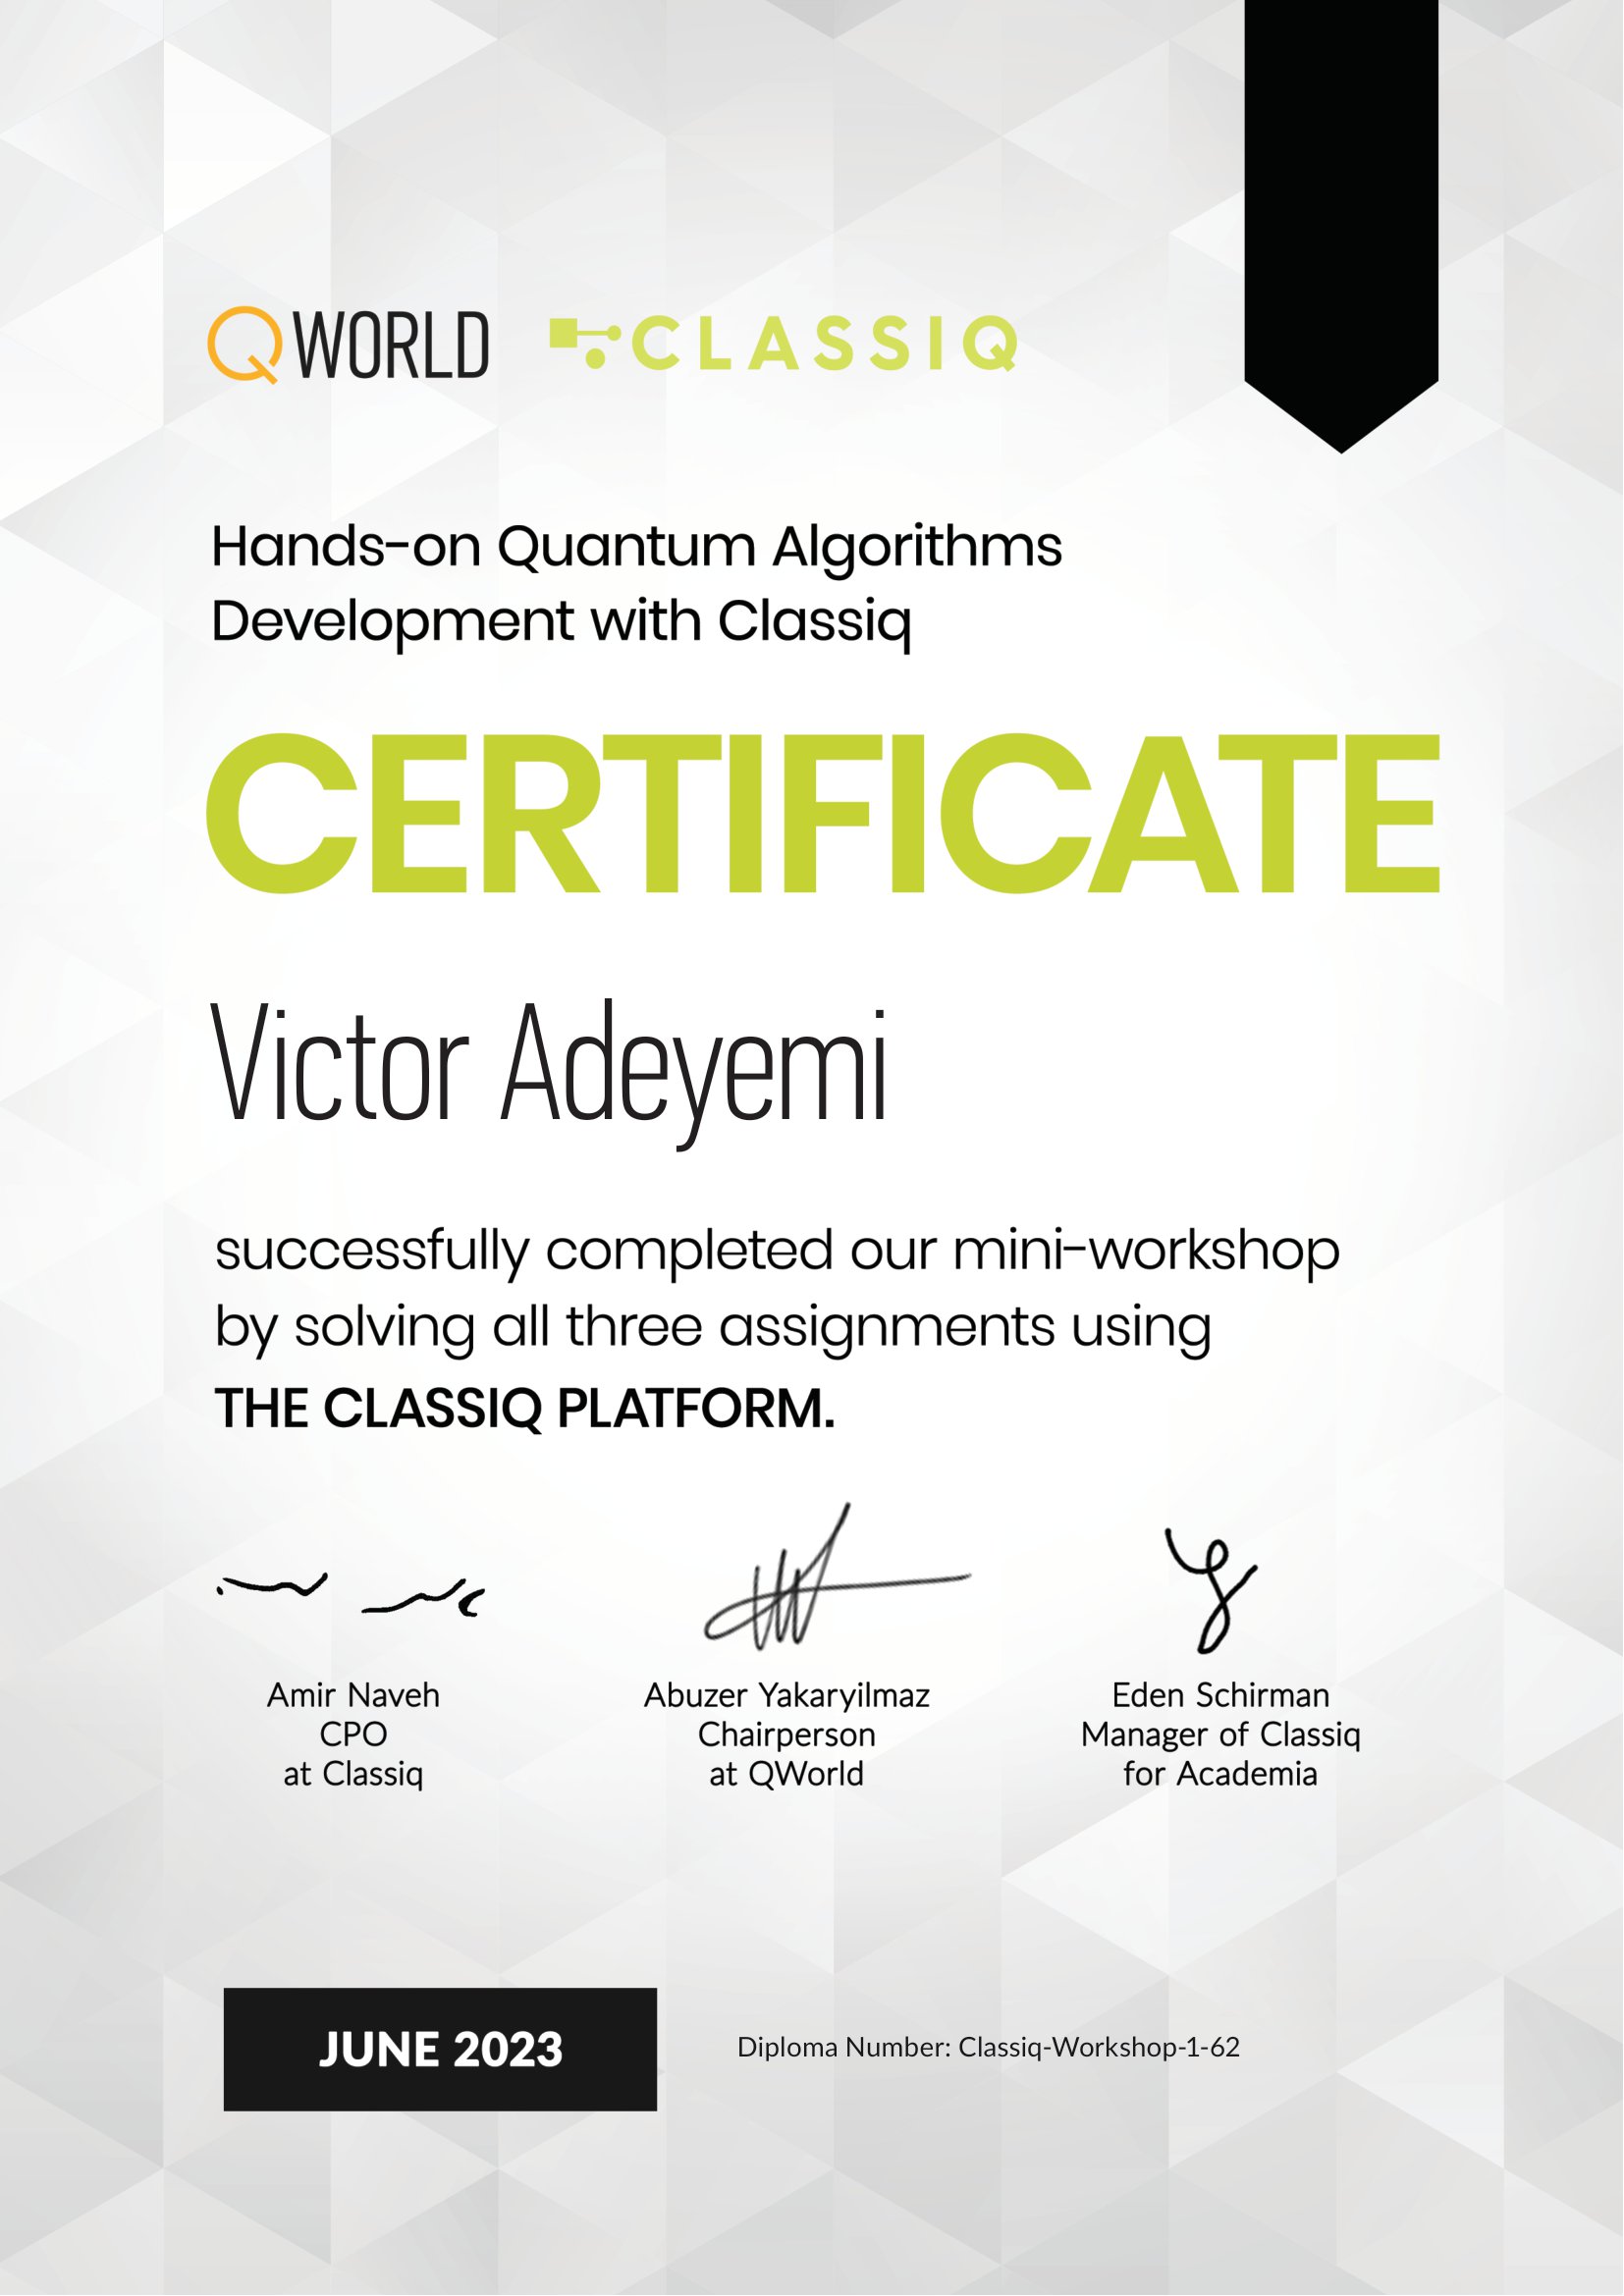 QWORLD CLASSIQ
Hands-on Quantum Algorithms
Development with Classiq
CERTIFICATE
Victor Adeyemi
successfully completed our mini-workshop
by solving all three assignments using
THE CLASSIQ PLATFORM.
Amir Naveh
CPO
at Classiq
Abuzer Yakaryilmaz
Chairperson
at QWorld
Eden Schirman
Manager of Classiq
for Academia
JUNE 2023
Diploma Number: Classiq-Workshop-1-62